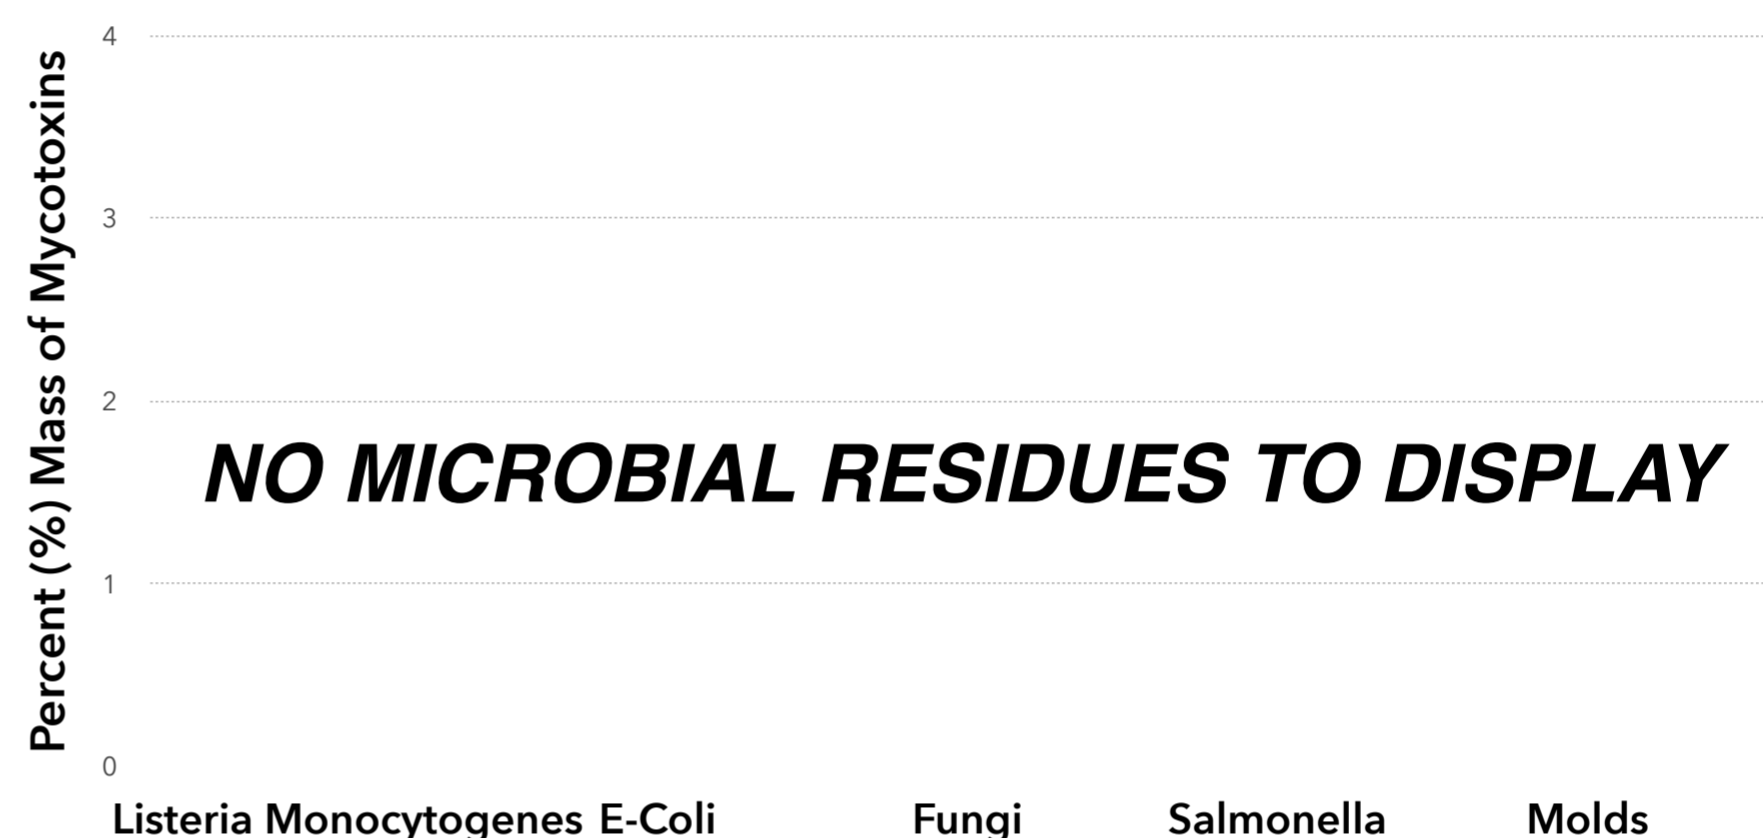 Percent (%) Mass of Mycotoxins
4
3
2
NO MICROBIAL RESIDUES TO DISPLAY
1
0
Listeria Monocytogenes E-Coli Fungi Salmonella Molds